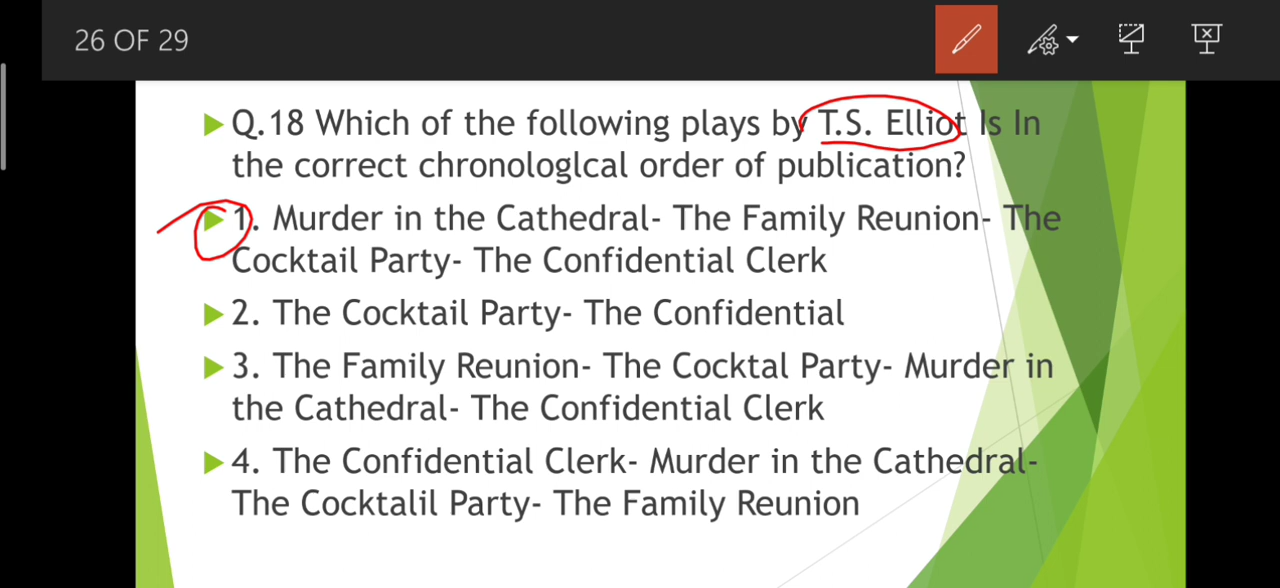 26 OF 29
Q.18 Which of the following plays by T.S. Elliot Is In
the correct chronologlcal order of publication?
1. Murder in the Cathedral- The Family Reunion- The
Cocktail Party- The Confidential Clerk
2. The Cocktail Party- The Confidential
3. The Family Reunion- The Cocktal Party- Murder in
the Cathedral- The Confidential Clerk
4. The Confidential Clerk- Murder in the Cathedral-
The Cocktalil Party- The Family Reunion